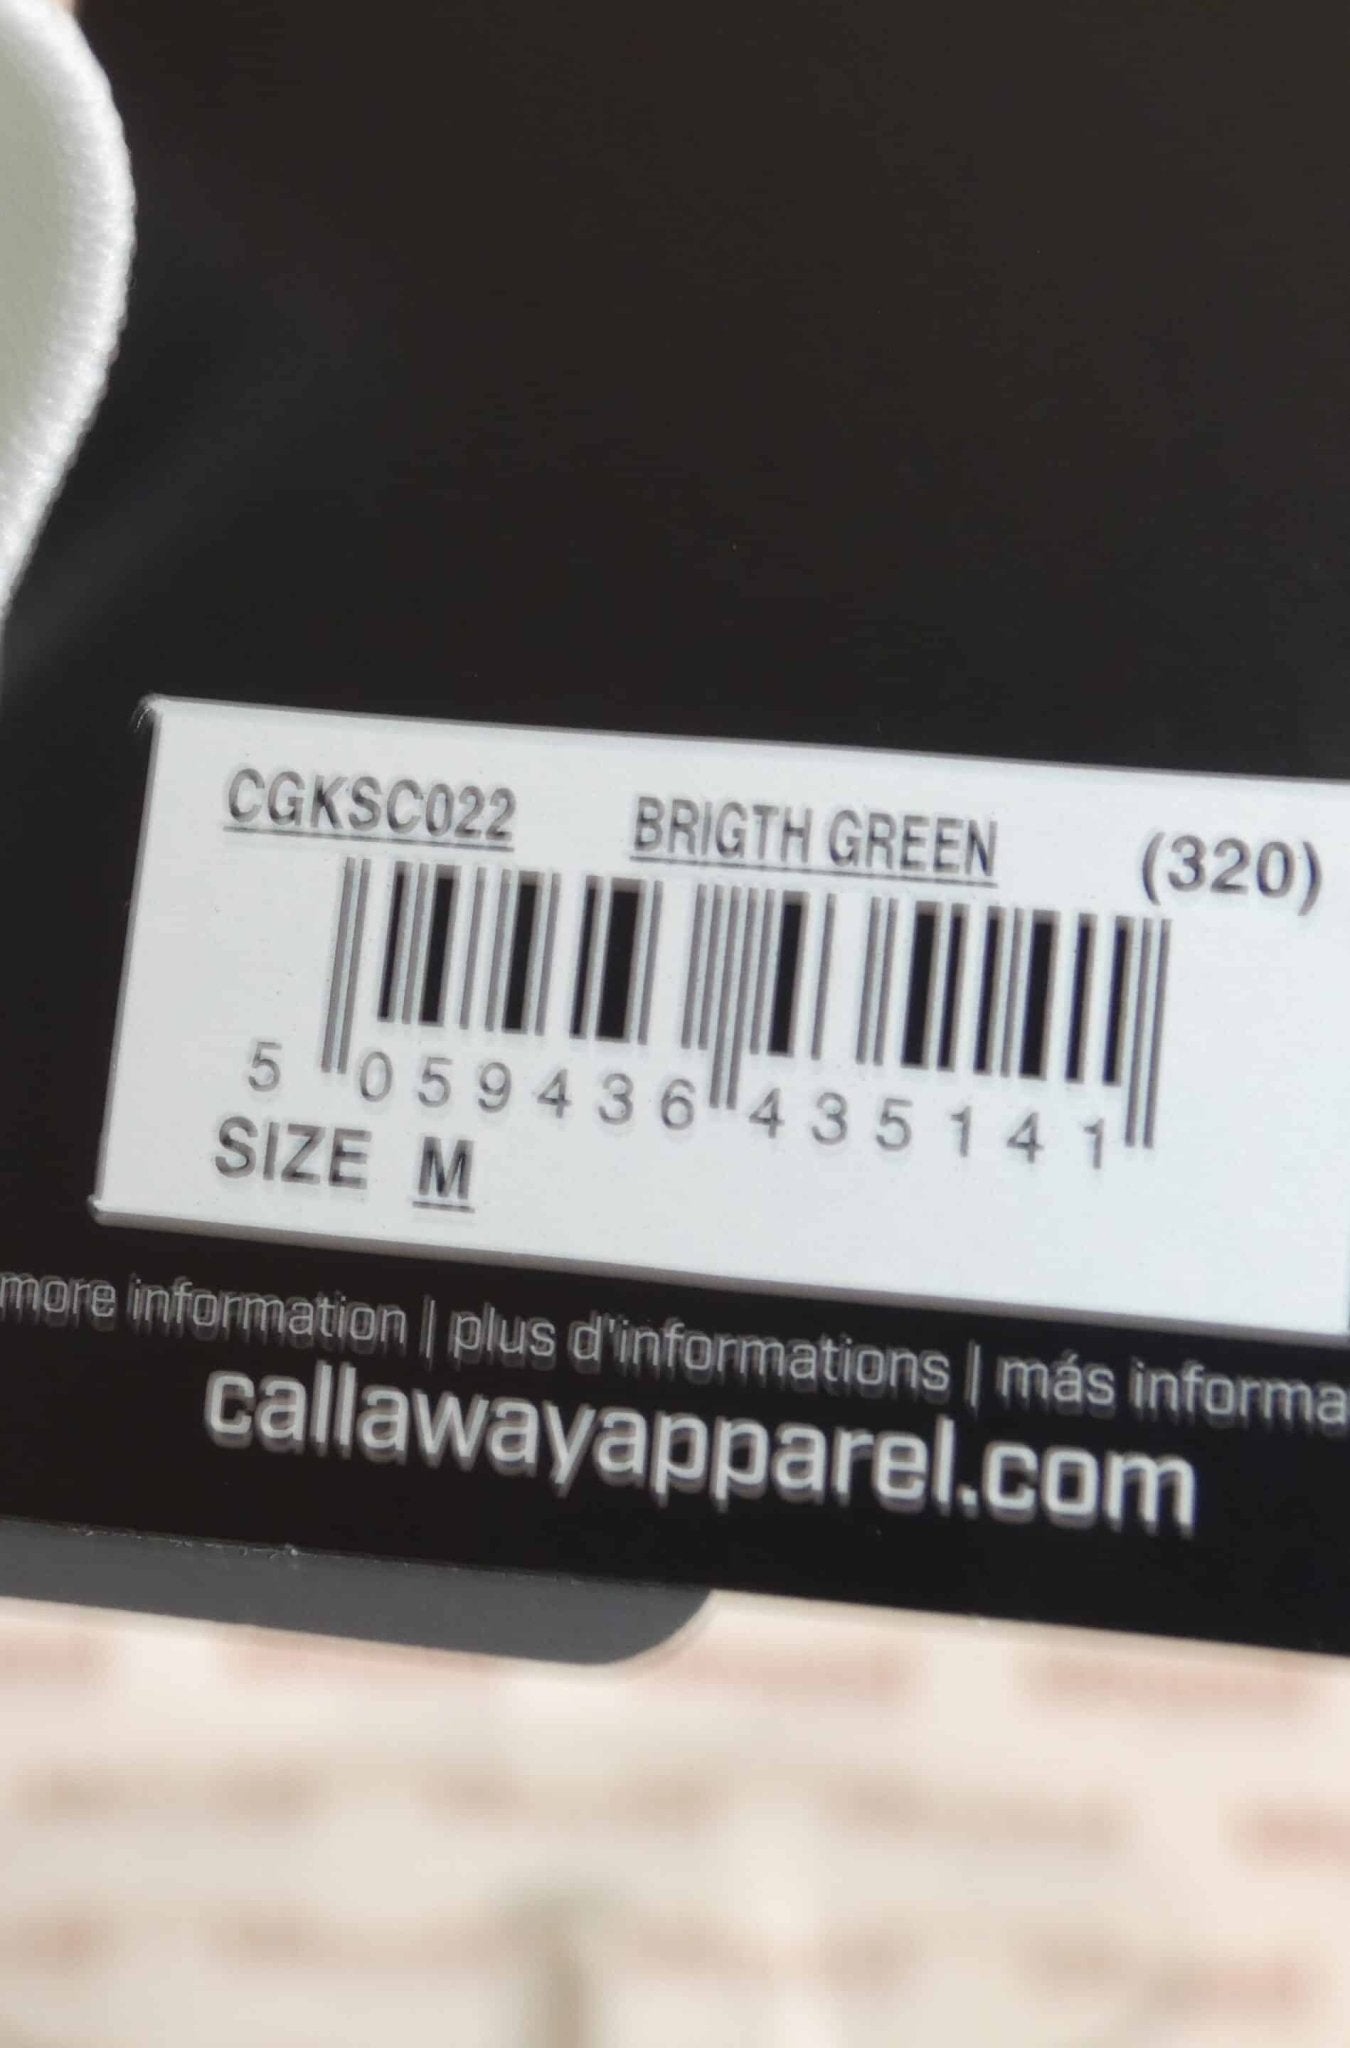 CGKSC022 BRIGTH GREEN (320)
5 059436 435141
SIZE M
more information | plus d'informations | más informa
callawayapparel.com